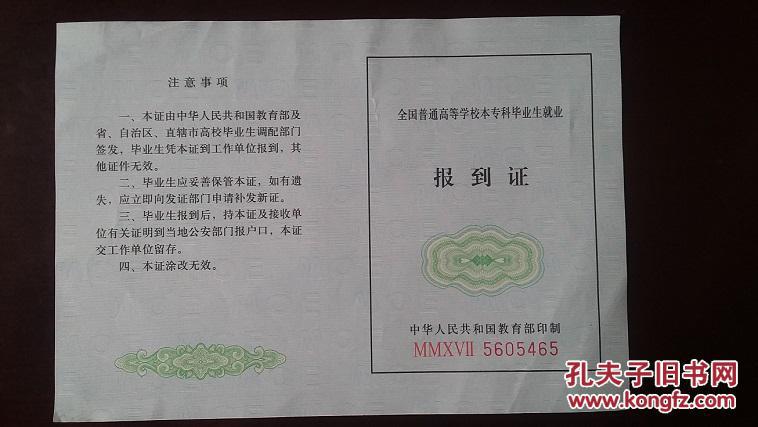 注意事项
一、本证由中华人民共和国教育部及
省、自治区、直辖市高校毕业生调配部门
签发，毕业生凭本证到工作单位报到，其
他证件无效。
二、毕业生应妥善保管本证，如有遗
失，应立即向发证部门申请补发新证。
三、毕业生报到后，持本证及接收单
位有关证明到当地公安部门报户口，本证
交工作单位留存。
四、本证涂改无效。
全国普通高等学校本专科毕业生就业
报到证
中华人民共和国教育部印制
MMXVII 5605465
孔夫子旧书网
www.kongfz.com